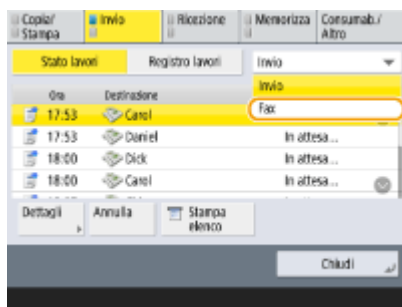 Copia/ Stampa
Invio
Ricezione
Memorizza
Consumab./ Altro
Stato lavori
Registro lavori
Invio
Invio
Fax
Ora
Destinazione
17:53 Carol
17:53 Daniel In attesa...
18:00 Dick In attesa...
18:00 Carol In attesa...
Dettagli
Annulla
Stampa elenco
Chiudi